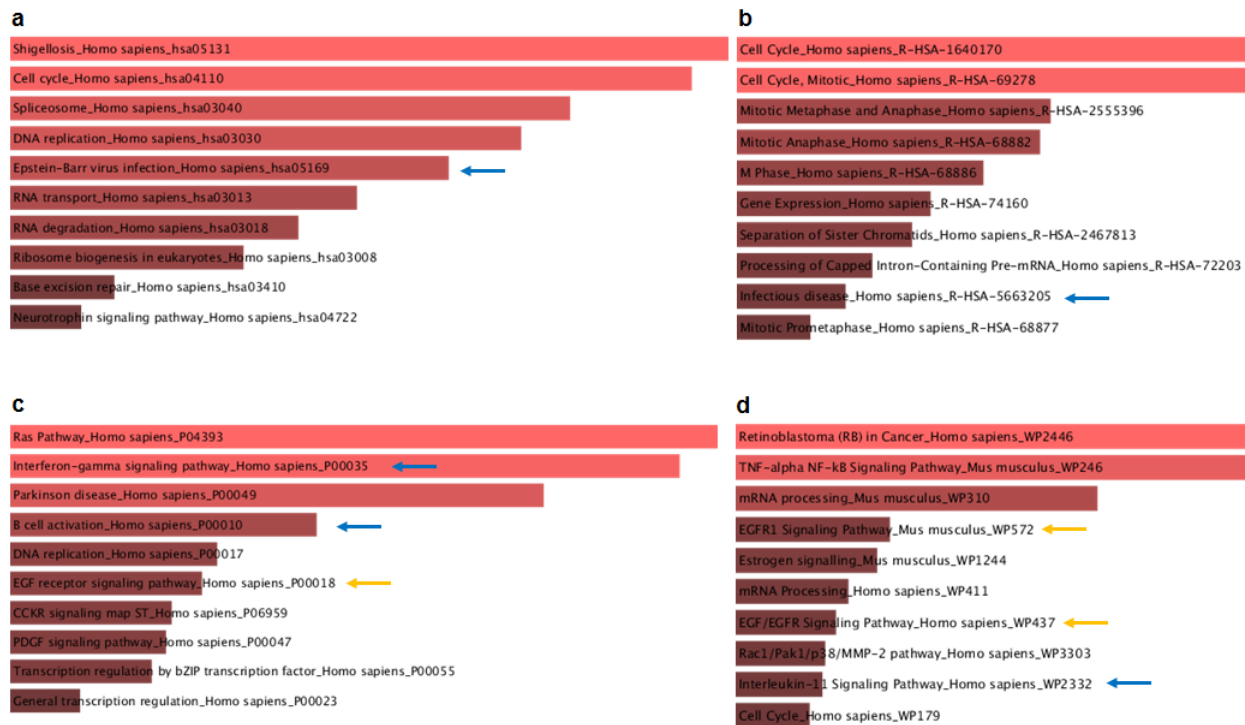 a
Shigellosis_Homo sapiens_hsa05131
Cell cycle_Homo sapiens_hsa04110
Spliceosome_Homo sapiens_hsa03040
DNA replication_Homo sapiens_hsa03030
Epstein-Barr virus infection_Homo sapiens_hsa05169
RNA transport_Homo sapiens_hsa03013
RNA degradation_Homo sapiens_hsa03018
Ribosome biogenesis in eukaryotes_Homo sapiens_hsa03008
Base excision repair_Homo sapiens_hsa03410
Neurotrophin signaling pathway_Homo sapiens_hsa04722
b
Cell Cycle_Homo sapiens_R-HSA-1640170
Cell Cycle, Mitotic_Homo sapiens_R-HSA-69278
Mitotic Metaphase and Anaphase_Homo sapiens_R-HSA-2555396
Mitotic Anaphase_Homo sapiens_R-HSA-68882
M Phase_Homo sapiens_R-HSA-68886
Gene Expression_Homo sapiens_R-HSA-74160
Separation of Sister Chromatids_Homo sapiens_R-HSA-2467813
Processing of Capped Intron-Containing Pre-mRNA_Homo sapiens_R-HSA-72203
Infectious disease_Homo sapiens_R-HSA-5663205
Mitotic Prometaphase_Homo sapiens_R-HSA-68877
c
Ras Pathway_Homo sapiens_P04393
Interferon-gamma signaling pathway_Homo sapiens_P00035
Parkinson disease_Homo sapiens_P00049
B cell activation_Homo sapiens_P00010
DNA replication_Homo sapiens_P00017
EGF receptor signaling pathway_Homo sapiens_P00018
CCKR signaling map ST_Homo sapiens_P06959
PDGF signaling pathway_Homo sapiens_P00047
Transcription regulation by bZIP transcription factor_Homo sapiens_P00055
General transcription regulation_Homo sapiens_P00023
d
Retinoblastoma (RB) in Cancer_Homo sapiens_WP2446
TNF-alpha NF-kB Signaling Pathway_Mus musculus_WP246
mRNA processing_Mus musculus_WP310
EGFR1 Signaling Pathway_Mus musculus_WP572
Estrogen signalling_Mus musculus_WP1244
mRNA Processing_Homo sapiens_WP411
EGF/EGFR Signaling Pathway_Homo sapiens_WP437
Rac1/Pak1/p38/MMP-2 pathway_Homo sapiens_WP3303
Interleukin-11 Signaling Pathway_Homo sapiens_WP2332
Cell Cycle_Homo sapiens_WP179